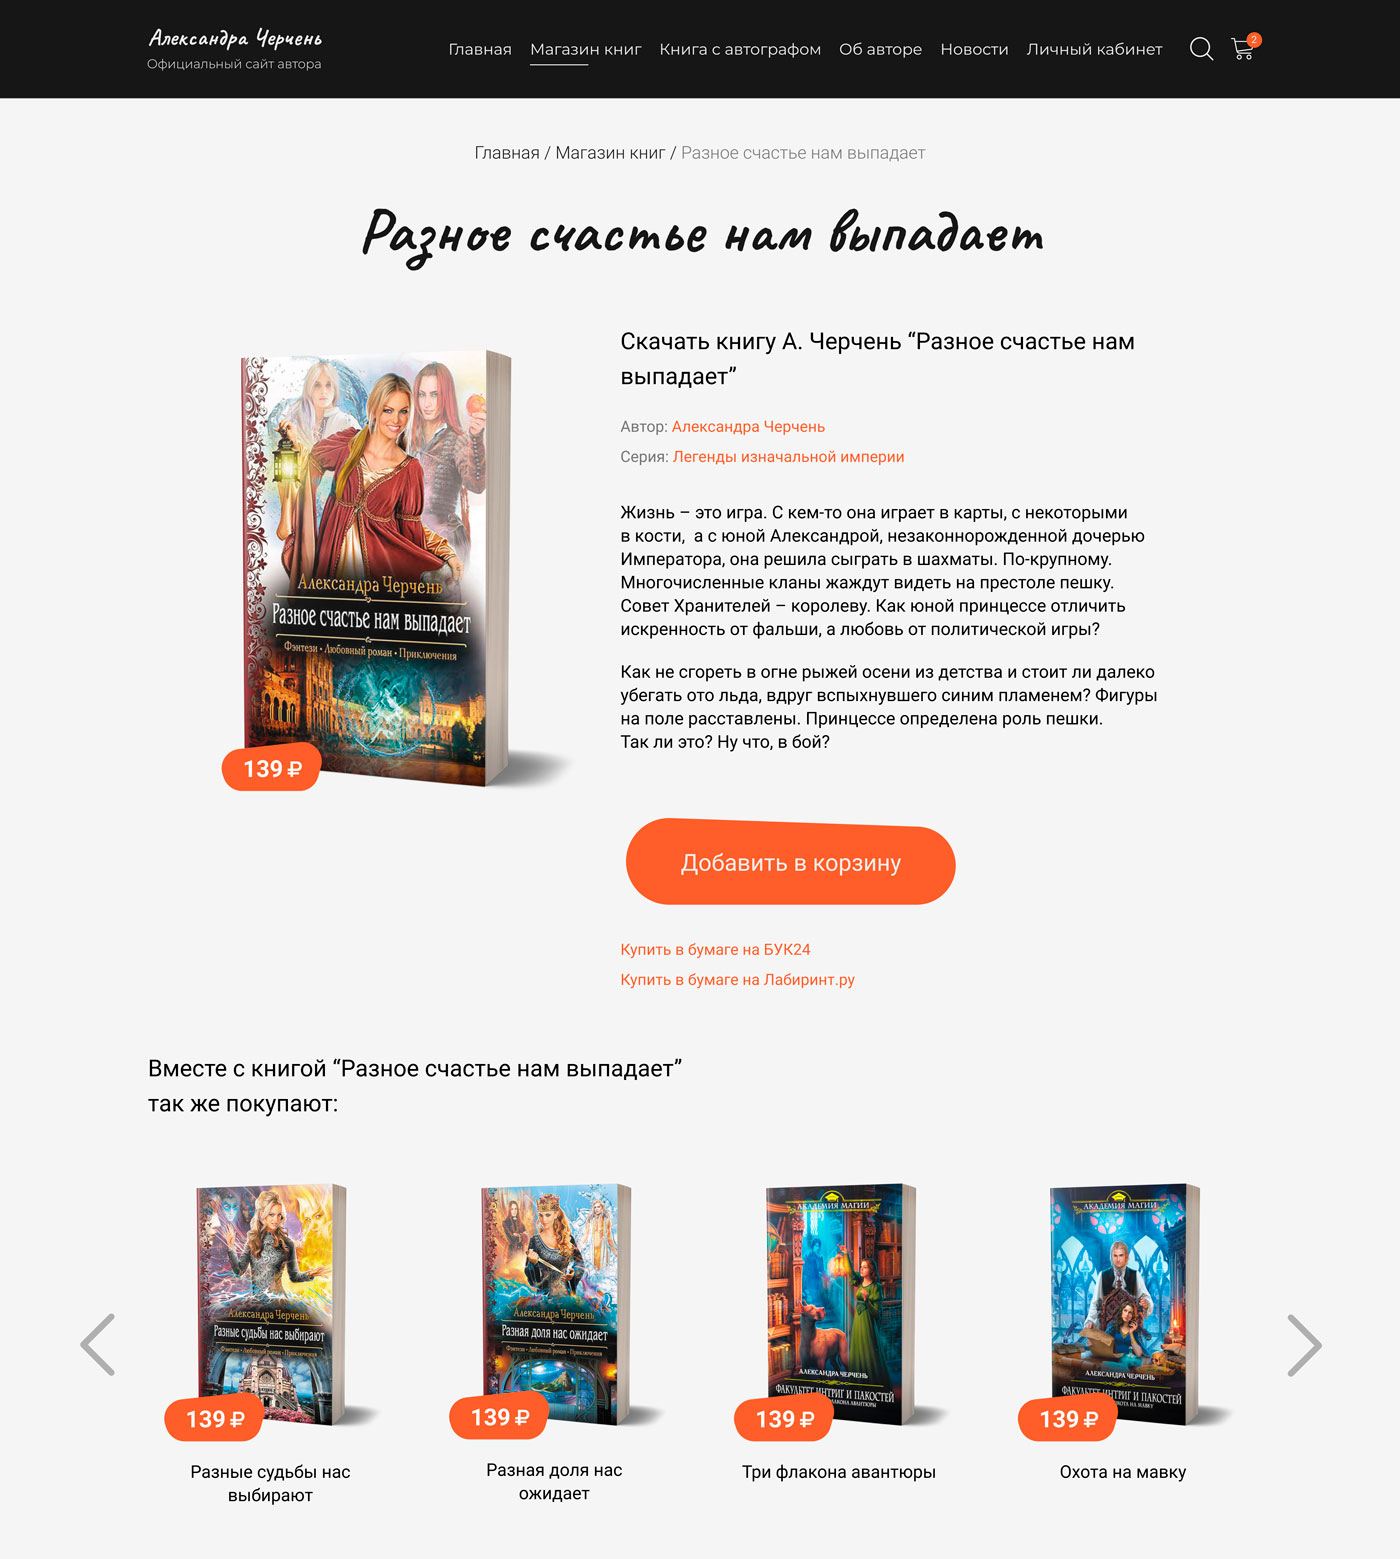 Александра Черчень
Официальный сайт автора
Главная Магазин книг Книга с автографом Об авторе Новости Личный кабинет
2
Главная / Магазин книг / Разное счастье нам выпадает
Разное счастье нам выпадает
Александра Черчень
Разное счастье нам выпадает
Фэнтези • Любовный роман • Приключения
139 ₽
Скачать книгу А. Черчень “Разное счастье нам
выпадает”
Автор: Александра Черчень
Серия: Легенды изначальной империи
Жизнь – это игра. С кем-то она играет в карты, с некоторыми
в кости,  а с юной Александрой, незаконнорожденной дочерью
Императора, она решила сыграть в шахматы. По-крупному.
Многочисленные кланы жаждут видеть на престоле пешку.
Совет Хранителей – королеву. Как юной принцессе отличить
искренность от фальши, а любовь от политической игры?
Как не сгореть в огне рыжей осени из детства и стоит ли далеко
убегать ото льда, вдруг вспыхнувшего синим пламенем? Фигуры
на поле расставлены. Принцессе определена роль пешки.
Так ли это? Ну что, в бой?
Добавить в корзину
Купить в бумаге на БУК24
Купить в бумаге на Лабиринт.ру
Вместе с книгой “Разное счастье нам выпадает”
так же покупают:
Александра Черчень
Разные судьбы нас выбирают
Фэнтези • Любовный роман • Приключения
139 ₽
Разные судьбы нас
выбирают
Александра Черчень
Разная доля нас ожидает
Фэнтези • Любовный роман • Приключения
139 ₽
Разная доля нас
ожидает
АКАДЕМИЯ МАГИИ
АЛЕКСАНДРА ЧЕРЧЕНЬ
ФАКУЛЬТЕТ ИНТРИГ И ПАКОСТЕЙ
АВАНТЮРЫ
139 ₽
Три флакона авантюры
АКАДЕМИЯ МАГИИ
АЛЕКСАНДРА ЧЕРЧЕНЬ
ФАКУЛЬТЕТ ИНТРИГ И ПАКОСТЕЙ
НА МАВКУ
139 ₽
Охота на мавку